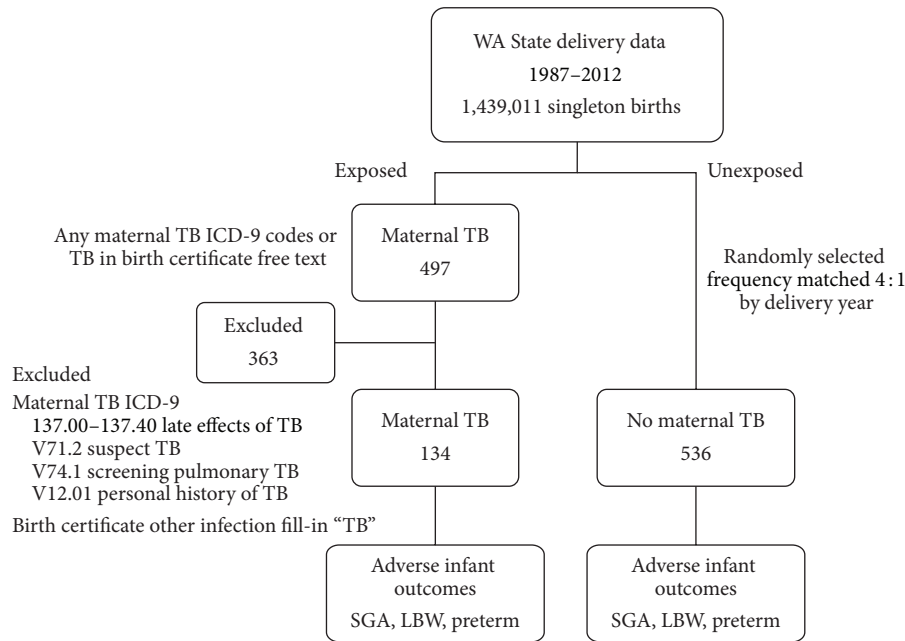 WA State delivery data
1987–2012
1,439,011 singleton births
Exposed
Unexposed
Any maternal TB ICD-9 codes or
TB in birth certificate free text
Maternal TB
497
Randomly selected
frequency matched 4 : 1
by delivery year
Excluded
363
Excluded
Maternal TB ICD-9
137.00–137.40 late effects of TB
V71.2 suspect TB
V74.1 screening pulmonary TB
V12.01 personal history of TB
Birth certificate other infection fill-in “TB”
Maternal TB
134
No maternal TB
536
Adverse infant
outcomes
SGA, LBW, preterm
Adverse infant
outcomes
SGA, LBW, preterm